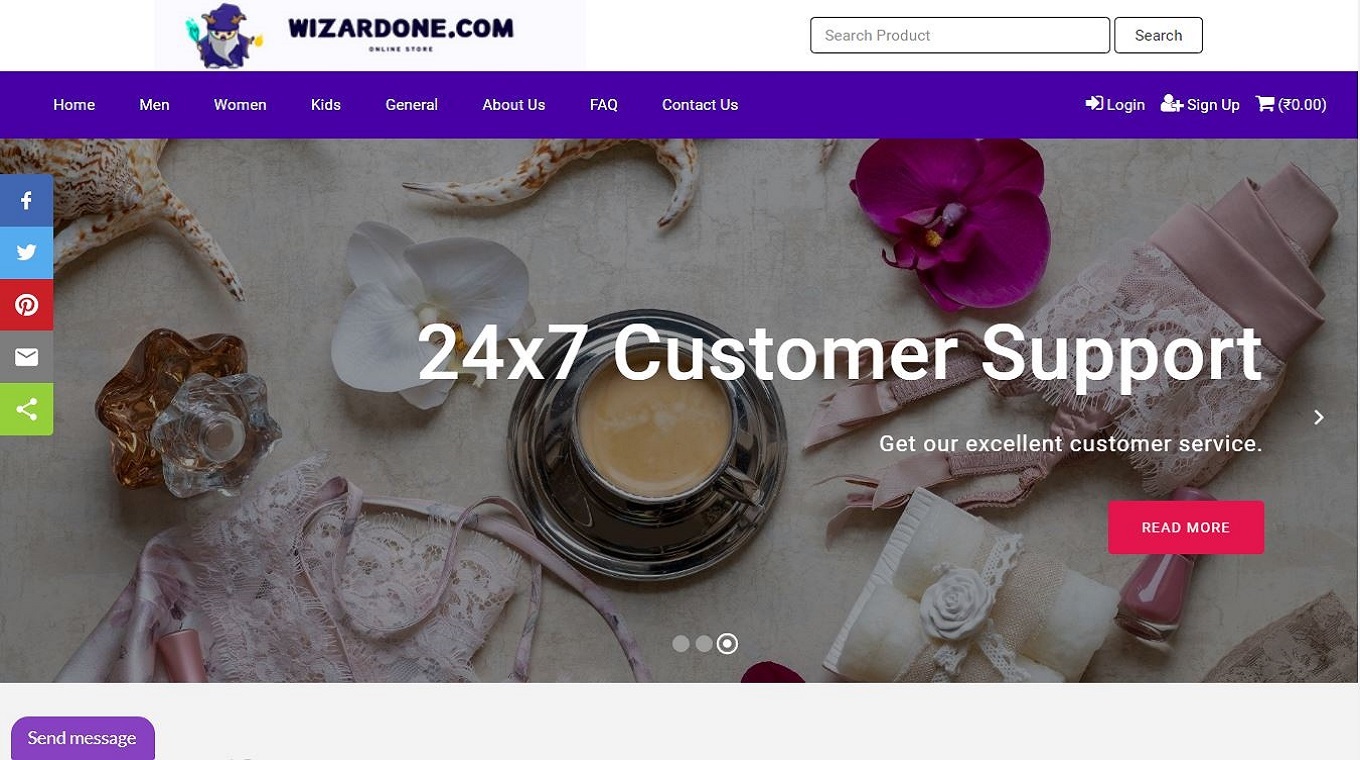 WIZARDONE.COM
ONLINE STORE
Search Product
Search
Home
Men
Women
Kids
General
About Us
FAQ
Contact Us
Login
Sign Up
(₹0.00)
24x7 Customer Support
Get our excellent customer service.
READ MORE
Send message